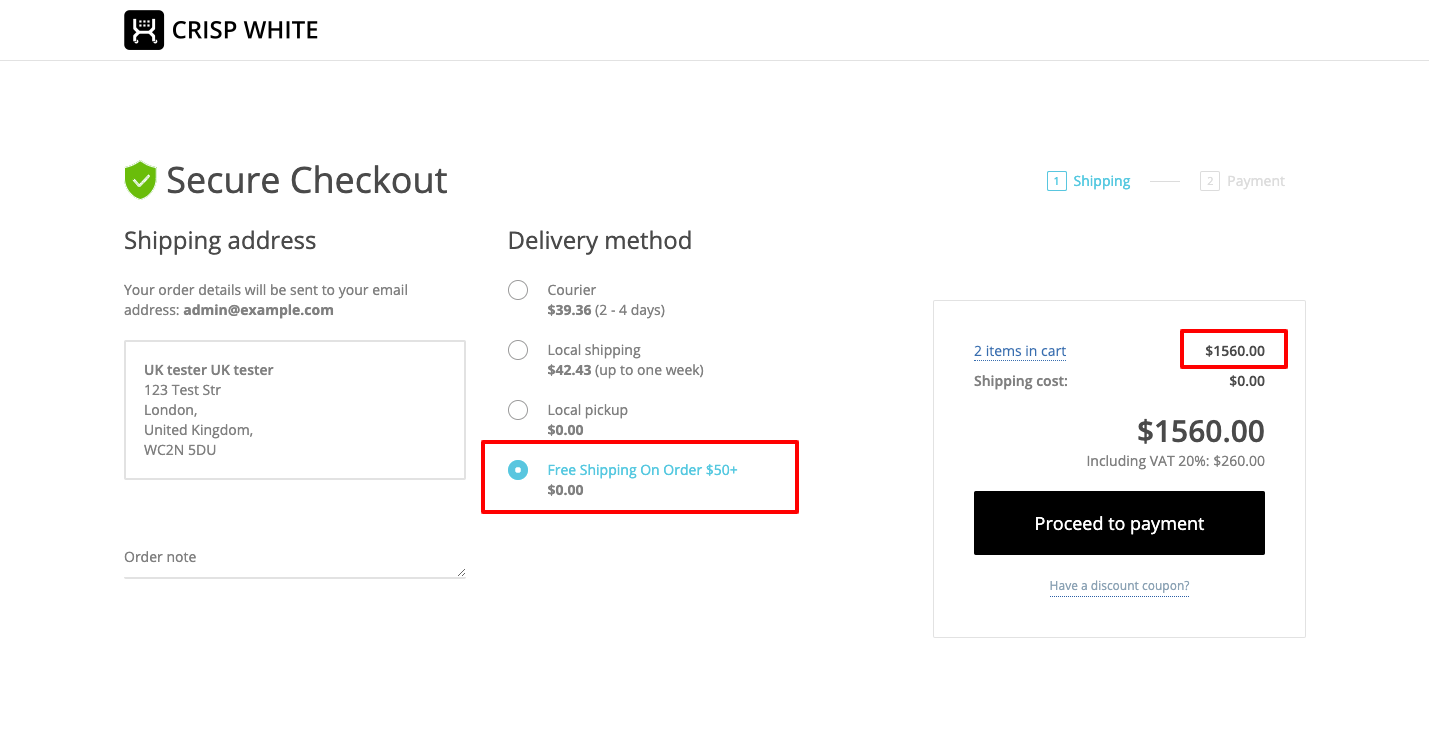 CRISP WHITE
Secure Checkout
1 Shipping
2 Payment
Shipping address
Your order details will be sent to your email
address: admin@example.com
UK tester UK tester
123 Test Str
London,
United Kingdom,
WC2N 5DU
Order note
Delivery method
Courier
$39.36 (2 - 4 days)
Local shipping
$42.43 (up to one week)
Local pickup
$0.00
Free Shipping On Order $50+
$0.00
2 items in cart $1560.00
Shipping cost: $0.00
$1560.00
Including VAT 20%: $260.00
Proceed to payment
Have a discount coupon?